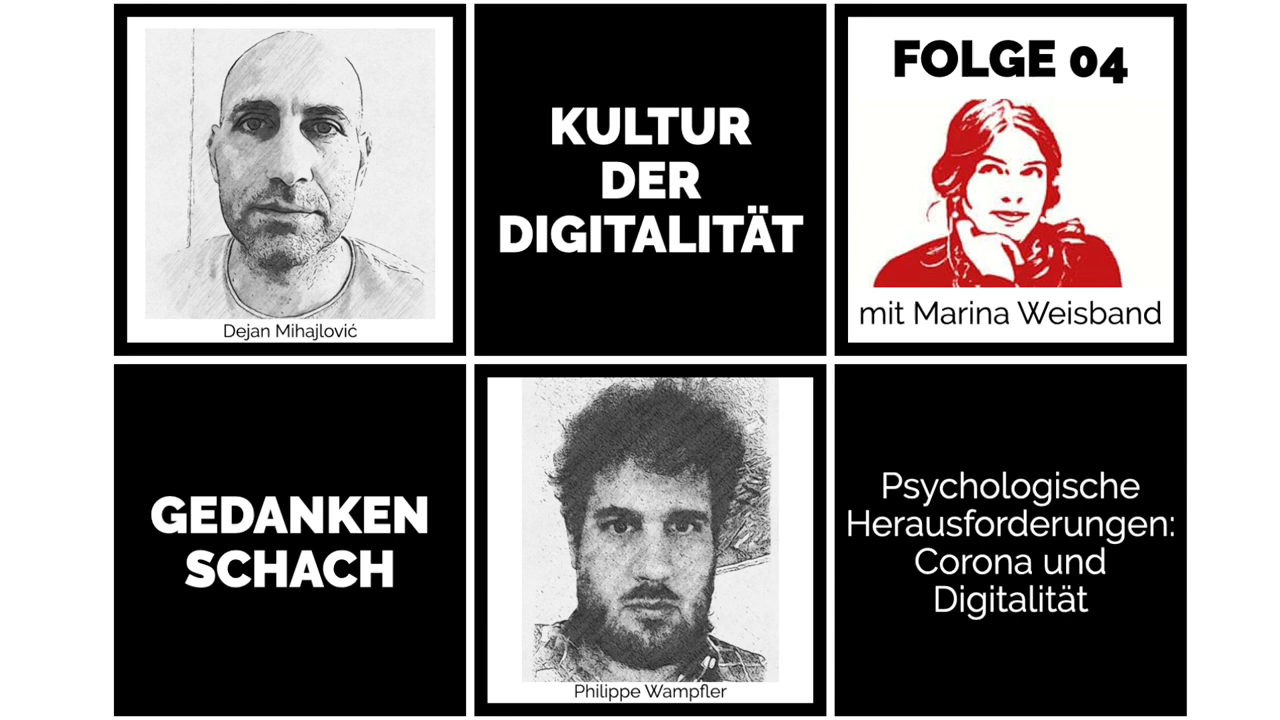 Dejan Mihajlović
KULTUR
DER
DIGITALITÄT
FOLGE 04
mit Marina Weisband
GEDANKEN
SCHACH
Philippe Wampfler
Psychologische
Herausforderungen:
Corona und
Digitalität